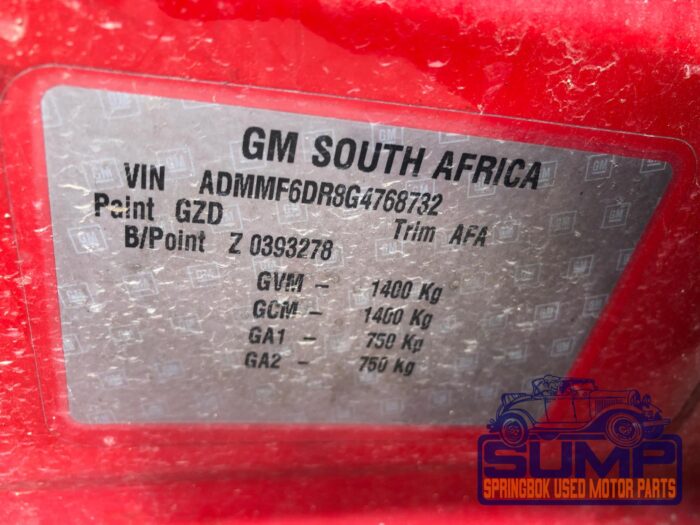 GM SOUTH AFRICA
VIN ADMMF6DR9G4768732
Paint GZD Trim AFA
B/Point Z 0393278
GVM - 1400 Kg
GCM - 1400 Kg
GA1 - 750 Kg
GA2 - 750 Kg
SUMP
SPRINGBOK USED MOTOR PARTS